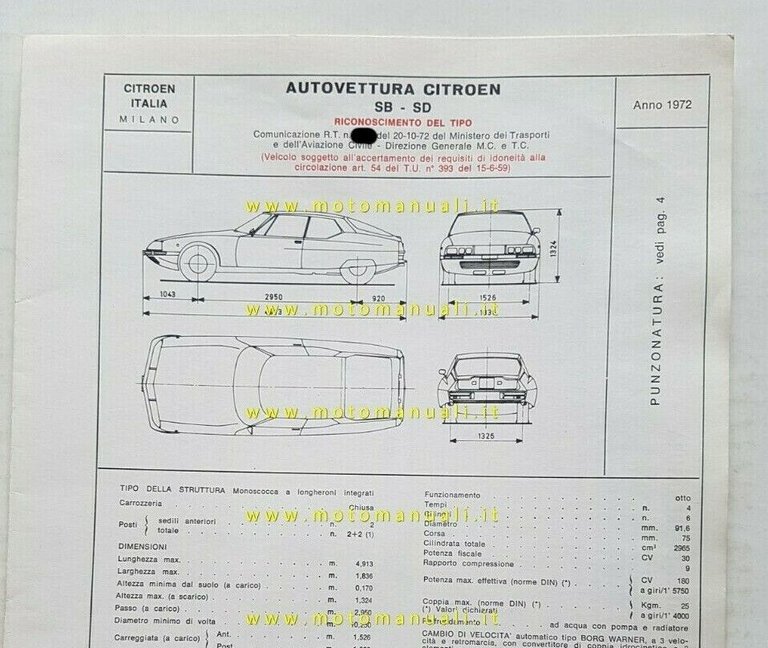 CITROEN
ITALIA
MILANO
AUTOVETTURA CITROEN
SB - SD
RICONOSCIMENTO DEL TIPO
Comunicazione R.T. n. del 20-10-72 del Ministero dei Trasporti
e dell'Aviazione Civile - Direzione Generale M.C. e T.C.
(Veicolo soggetto all'accertamento dei requisiti di idoneità alla
circolazione art. 54 del T.U. n° 393 del 15-6-59)
Anno 1972
PUNZONATURA: vedi pag. 4
www.motomanuali.it
1324
1043
2950
920
1526
www.motomanuali.it
www.motomanuali.it
1326
TIPO DELLA STRUTTURA Monoscocca a longheroni integrati
Carrozzeria Chiusa
Posti { sedili anteriori n. 2
totale n. 2+2 (1)
www.motomanuali.it
DIMENSIONI
Lunghezza max. m. 4,913
Larghezza max. m. 1,836
Altezza minima dal suolo (a carico) m. 0,170
Altezza max. (a scarico) m. 1,324
Passo (a carico) m. 2,950
Diametro minimo di volta m.
www.motomanuali.it
Carreggiata (a carico) { Ant. m. 1,526
Post.
Funzionamento otto
Tempi n. 4
Cilindri n. 6
Diametro mm. 91,6
Corsa mm. 75
Cilindrata totale cm³ 2965
Potenza fiscale CV 30
Rapporto compressione 9
Potenza max. effettiva (norme DIN) (*) { CV 180
a giri/1' 5750
Coppia max. (norme DIN) { Kgm. 25
(*) Valori dichiarati a giri/1' 4000
Raffreddamento ad acqua con pompa e radiatore
CAMBIO DI VELOCITA' automatico tipo BORG WARNER, a 3 velo-
cità e retromarcia, con convertitore di coppia idrocinetico e 2